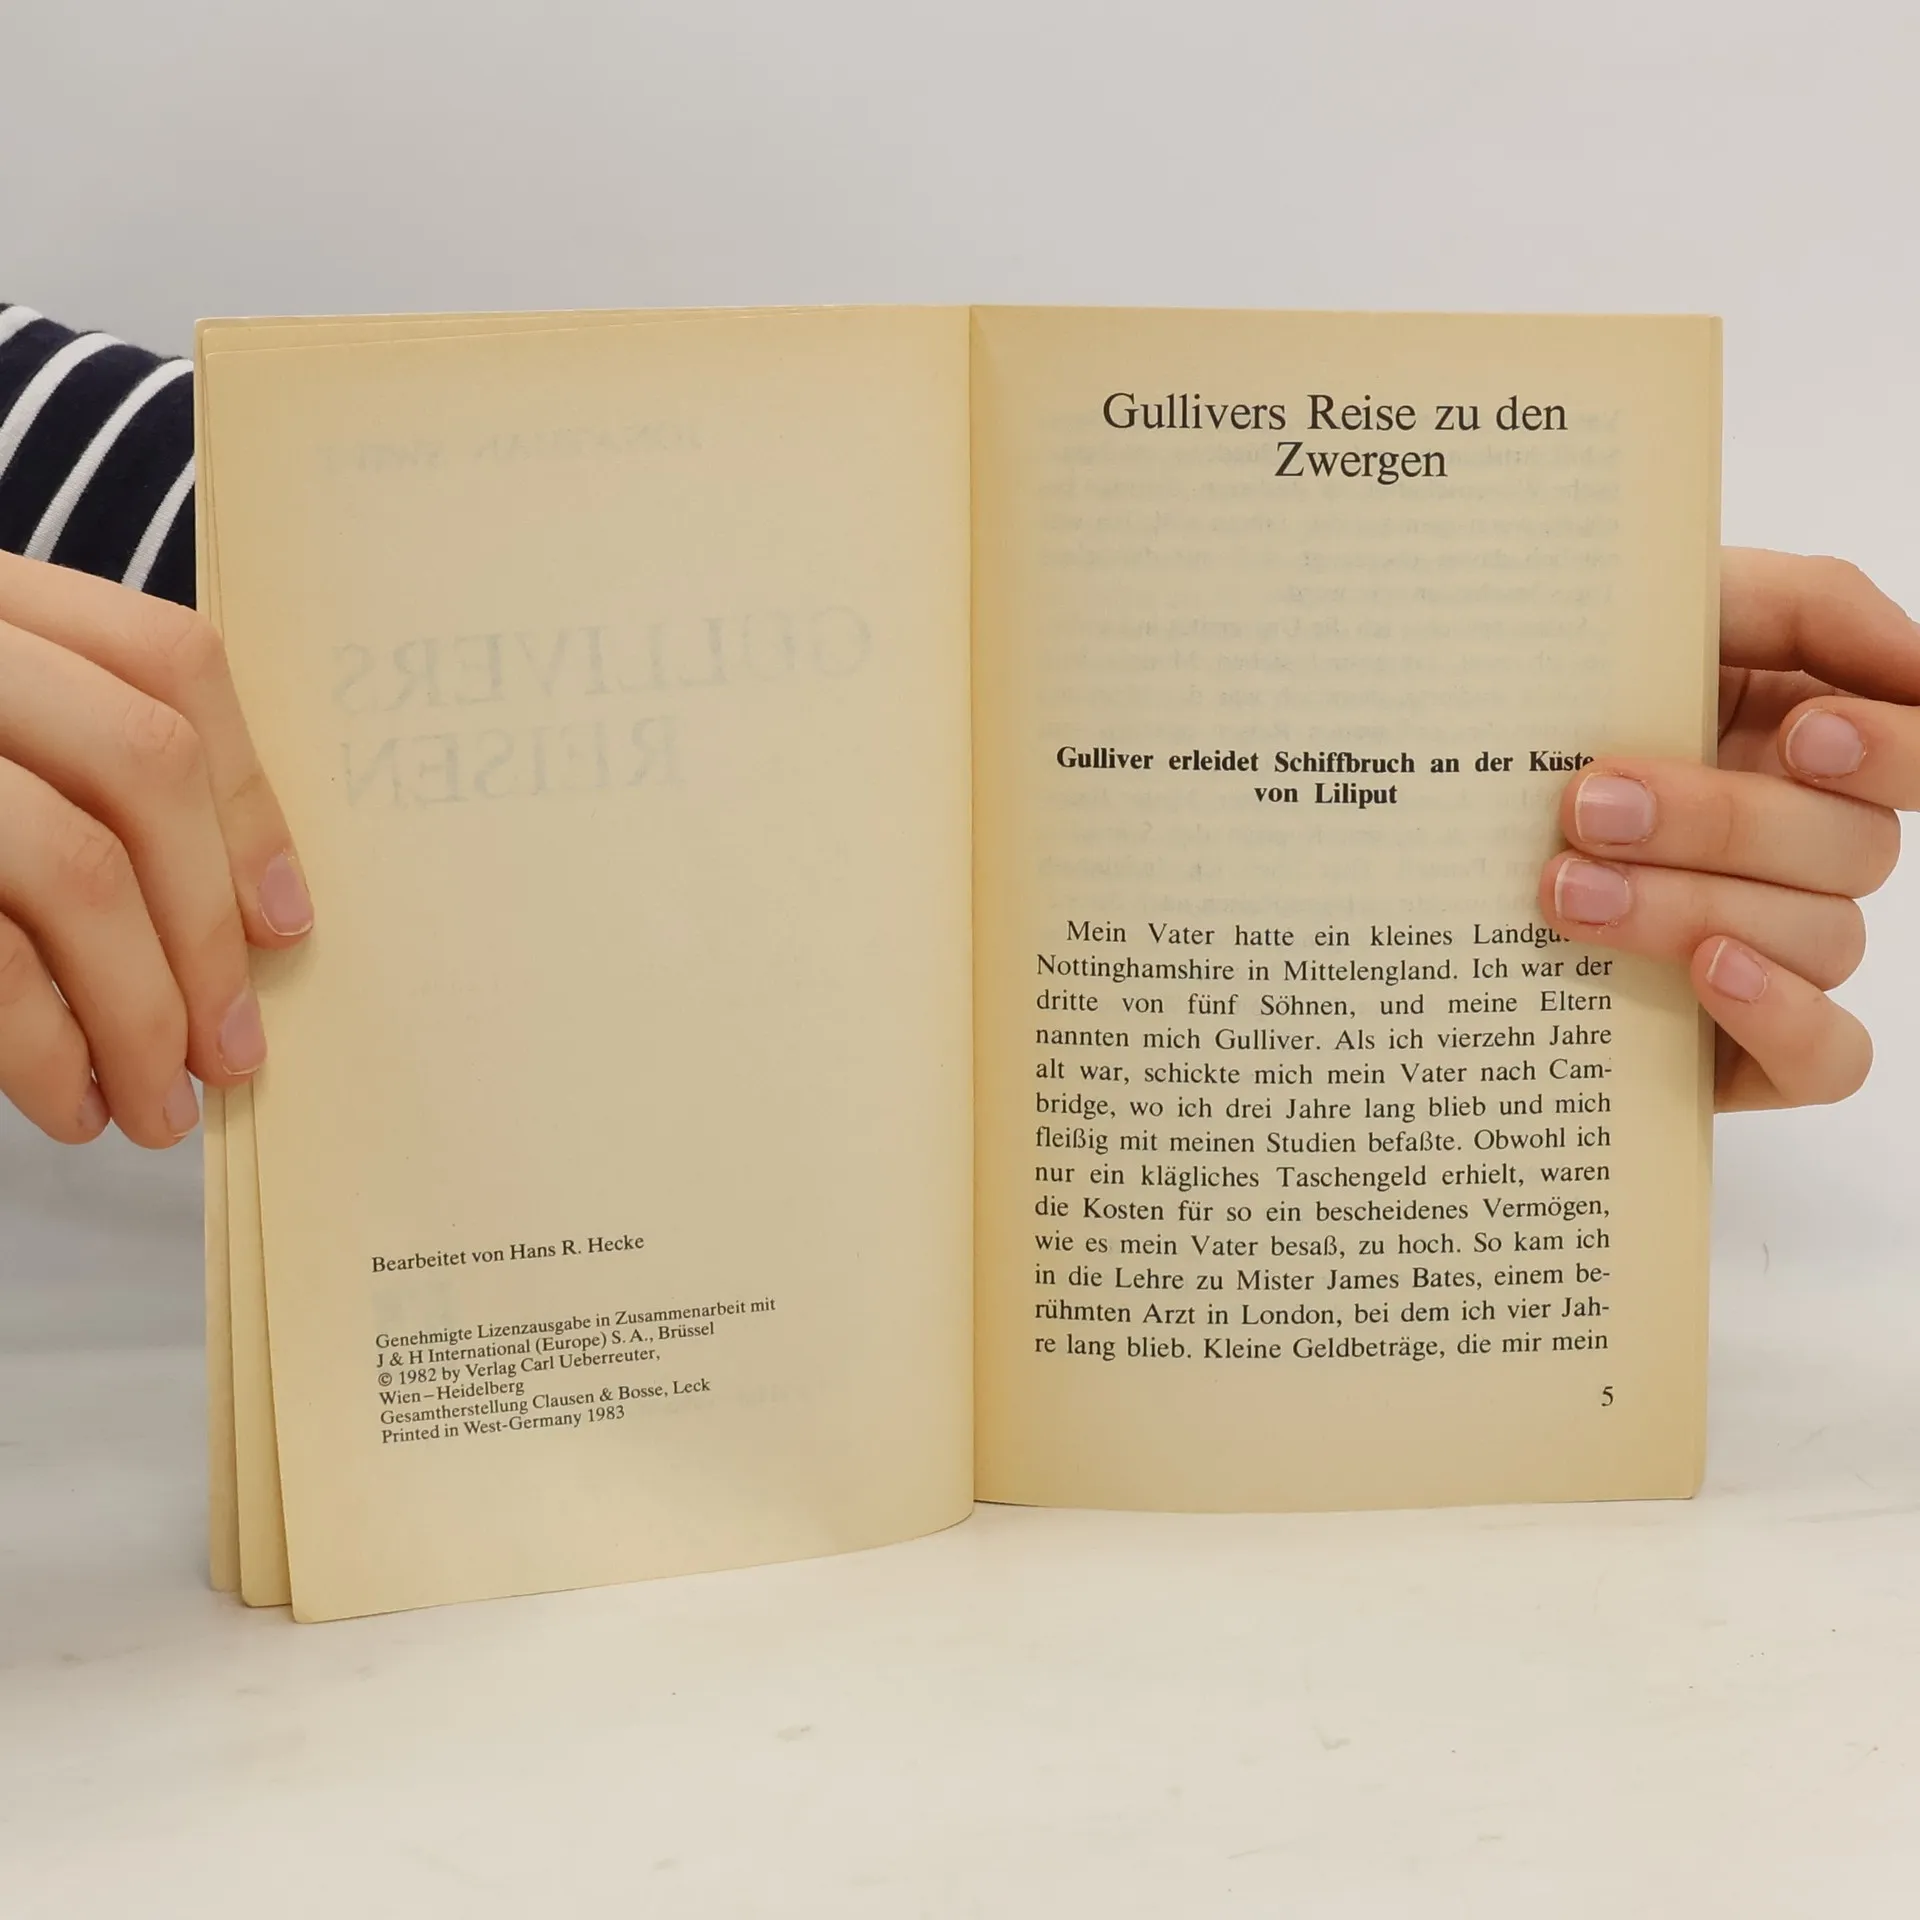 Bearbeitet von Hans R. Hecke
Genehmigte Lizenzausgabe in Zusammenarbeit mit
J & H International (Europe) S. A., Brüssel
© 1982 by Verlag Carl Ueberreuter,
Wien – Heidelberg
Gesamtherstellung Clausen & Bosse, Leck
Printed in West-Germany 1983
Gullivers Reise zu den
Zwergen
Gulliver erleidet Schiffbruch an der Küste
von Liliput
Mein Vater hatte ein kleines
Nottinghamshire in Mittelengland. Ich war der
dritte von fünf Söhnen, und meine Eltern
nannten mich Gulliver. Als ich vierzehn Jahre
alt war, schickte mich mein Vater nach Cam-
bridge, wo ich drei Jahre lang blieb und mich
fleißig mit meinen Studien befaßte. Obwohl ich
nur ein klägliches Taschengeld erhielt, waren
die Kosten für so ein bescheidenes Vermögen,
wie es mein Vater besaß, zu hoch. So kam ich
in die Lehre zu Mister James Bates, einem be-
rühmten Arzt in London, bei dem ich vier Jah-
re lang blieb. Kleine Geldbeträge, die mir mein
5